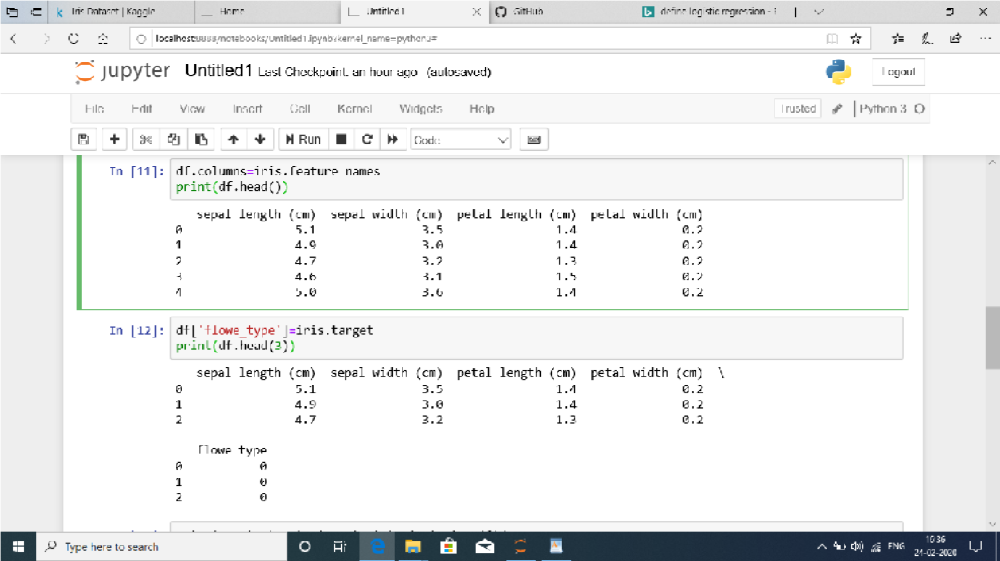 Iris Dataset | Kaggle
Home
Untitled1
GitHub
define logistic regression -
localhost:8888/notebooks/Untitled1.ipynb?kernel_name=python3#
jupyter Untitled1 Last Checkpoint: an hour ago (autosaved)
Logout
File Edit View Insert Cell Kernel Widgets Help
Trusted
Python 3
Run
Code
In [11]: df.columns=iris.feature_names
print(df.head())
sepal length (cm) sepal width (cm) petal length (cm) petal width (cm)
0 5.1 3.5 1.4 0.2
1 4.9 3.0 1.4 0.2
2 4.7 3.2 1.3 0.2
3 4.6 3.1 1.5 0.2
4 5.0 3.6 1.4 0.2
In [12]: df['flowe_type']=iris.target
print(df.head(3))
sepal length (cm) sepal width (cm) petal length (cm) petal width (cm) \
0 5.1 3.5 1.4 0.2
1 4.9 3.0 1.4 0.2
2 4.7 3.2 1.3 0.2
flowe_type
0 0
1 0
2 0
Type here to search
ENG
16:36
24-02-2020